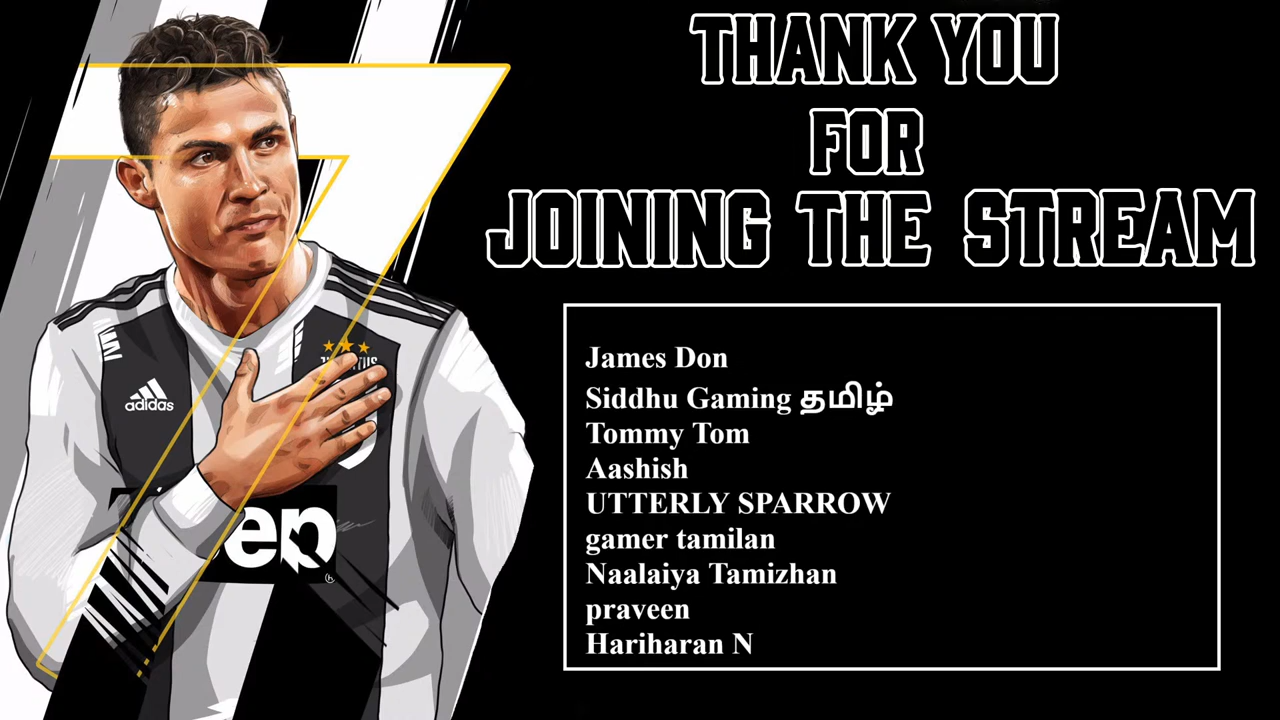 THANK YOU
FOR
JOINING THE STREAM
adidas
James Don
Siddhu Gaming தமிழ்
Tommy Tom
Aashish
UTTERLY SPARROW
gamer tamilan
Naalaiya Tamizhan
praveen
Hariharan N